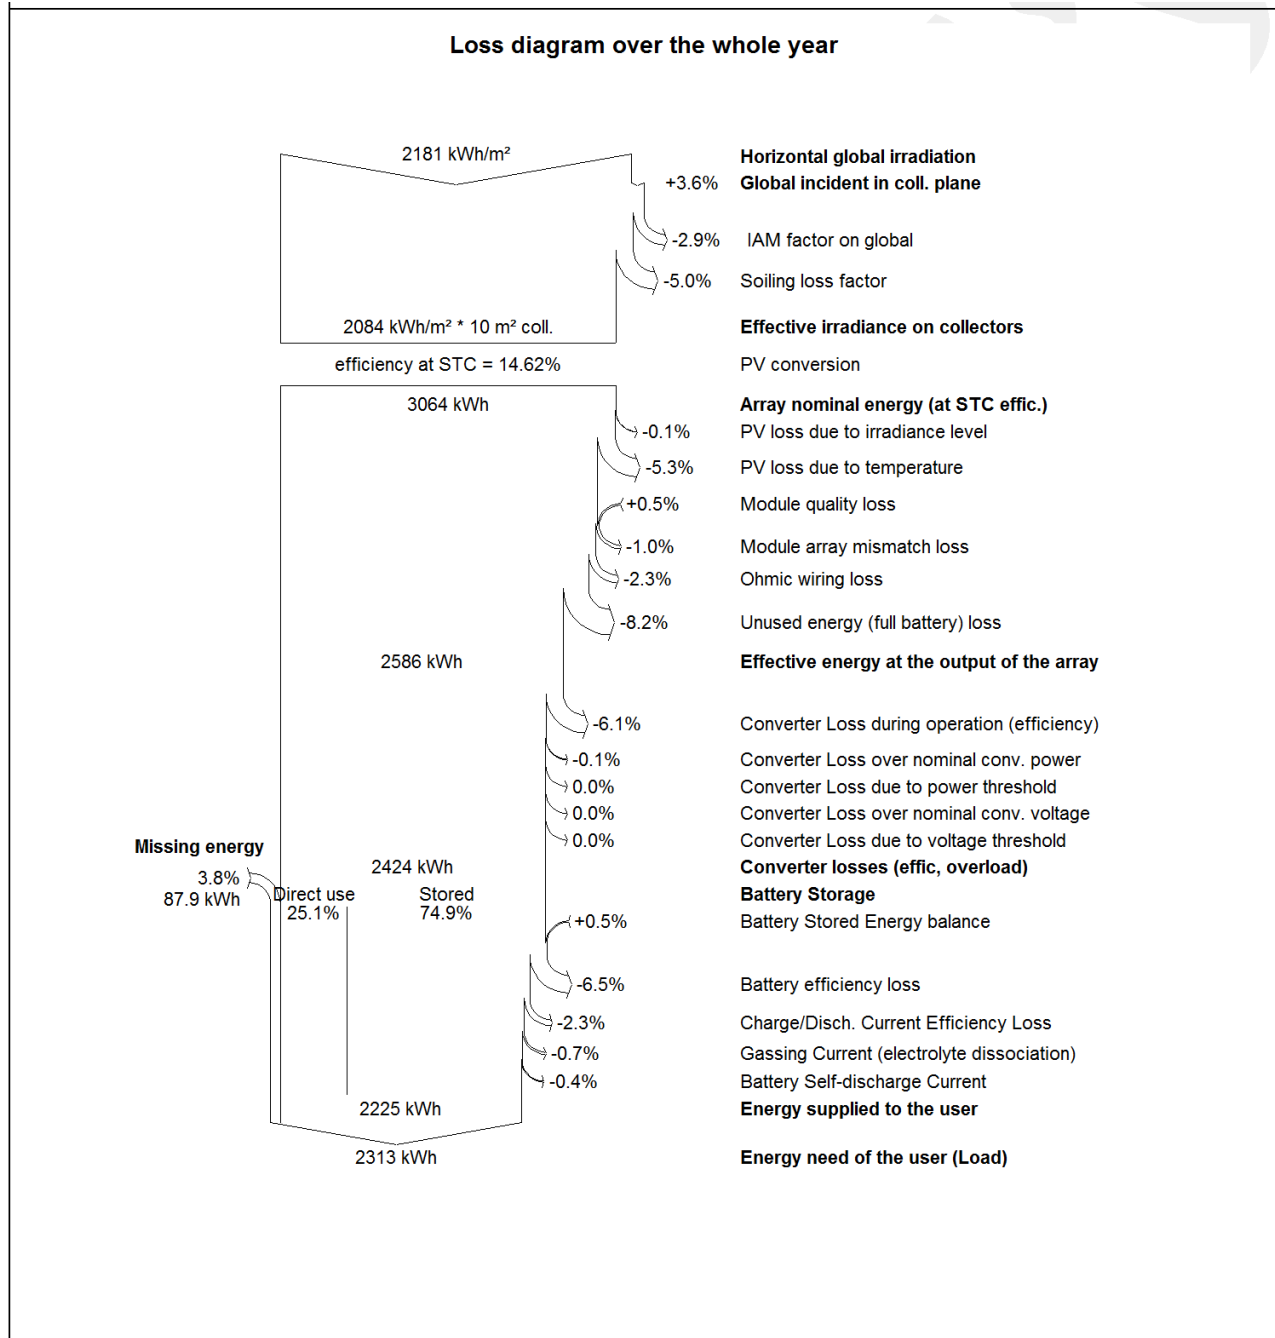 Loss diagram over the whole year
2181 kWh/m² Horizontal global irradiation
+3.6% Global incident in coll. plane
-2.9% IAM factor on global
-5.0% Soiling loss factor
2084 kWh/m² * 10 m² coll. Effective irradiance on collectors
efficiency at STC = 14.62% PV conversion
3064 kWh Array nominal energy (at STC effic.)
-0.1% PV loss due to irradiance level
-5.3% PV loss due to temperature
+0.5% Module quality loss
-1.0% Module array mismatch loss
-2.3% Ohmic wiring loss
-8.2% Unused energy (full battery) loss
2586 kWh Effective energy at the output of the array
-6.1% Converter Loss during operation (efficiency)
-0.1% Converter Loss over nominal conv. power
0.0% Converter Loss due to power threshold
0.0% Converter Loss over nominal conv. voltage
0.0% Converter Loss due to voltage threshold
Missing energy
2424 kWh Converter losses (effic, overload)
3.8%
Direct use Stored Battery Storage
87.9 kWh
25.1% 74.9%
+0.5% Battery Stored Energy balance
-6.5% Battery efficiency loss
-2.3% Charge/Disch. Current Efficiency Loss
-0.7% Gassing Current (electrolyte dissociation)
-0.4% Battery Self-discharge Current
2225 kWh Energy supplied to the user
2313 kWh Energy need of the user (Load)